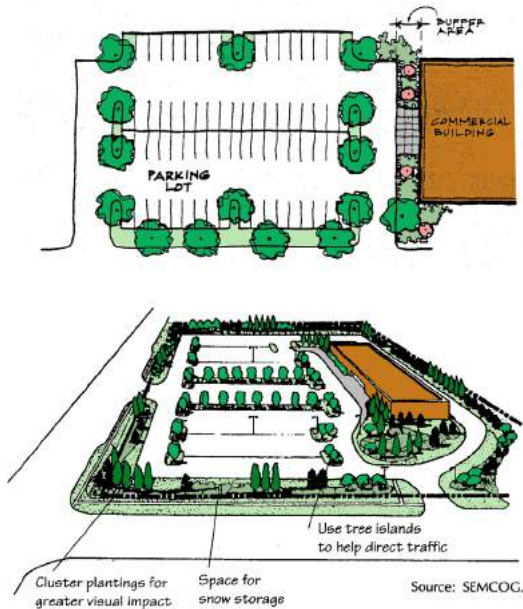 BUFFER
AREA
COMMERCIAL
BUILDING
PARKING
LOT
Use tree islands
to help direct traffic
Cluster plantings for
greater visual impact
Space for
snow storage
Source: SEMCOG.